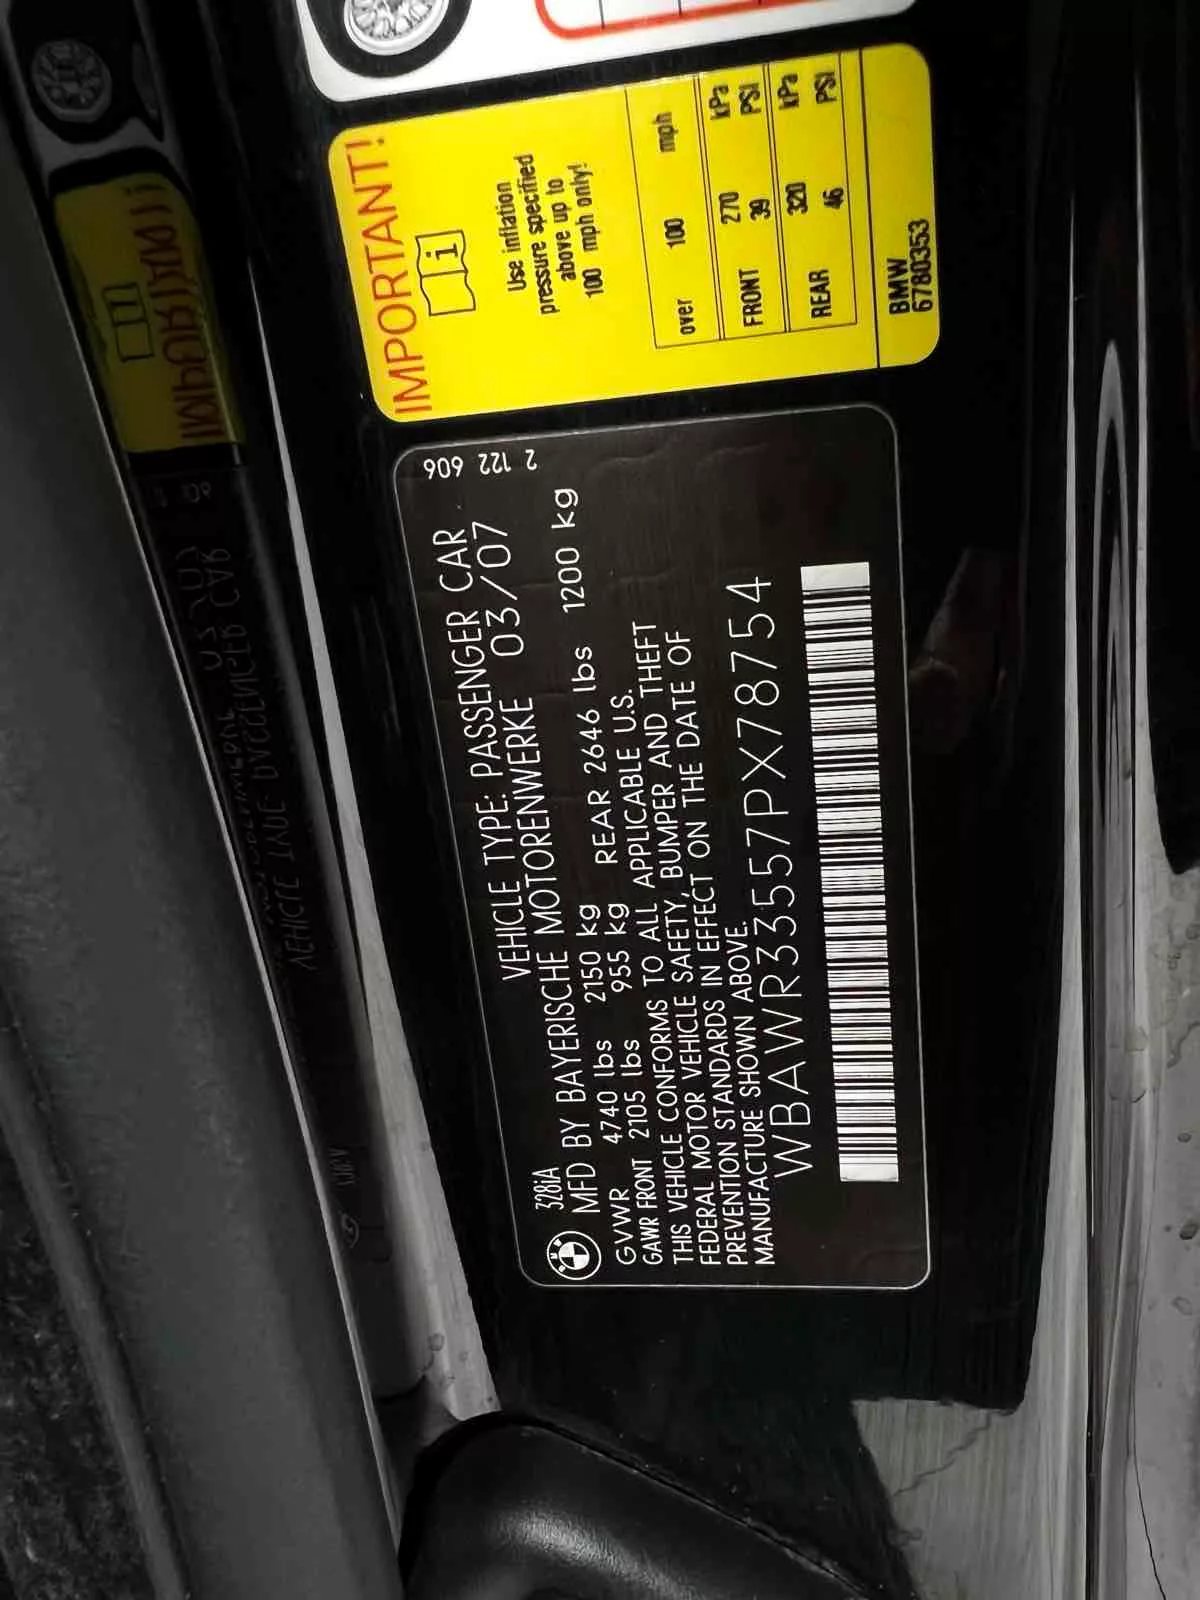 IMPORTANT!
i
Use inflation
pressure specified
above up to
100 mph only!
over 100 mph
FRONT 270 kPa
39 PSI
REAR 320 kPa
46 PSI
BMW
6780353
2 122 606
328iA VEHICLE TYPE: PASSENGER CAR
MFD BY BAYERISCHE MOTORENWERKE 03/07
GVWR 4740 lbs 2150 kg
GAWR FRONT 2105 lbs 955 kg REAR 2646 lbs 1200 kg
THIS VEHICLE CONFORMS TO ALL APPLICABLE U.S.
FEDERAL MOTOR VEHICLE SAFETY, BUMPER AND THEFT
PREVENTION STANDARDS IN EFFECT ON THE DATE OF
MANUFACTURE SHOWN ABOVE.
WBAWR33557PX78754